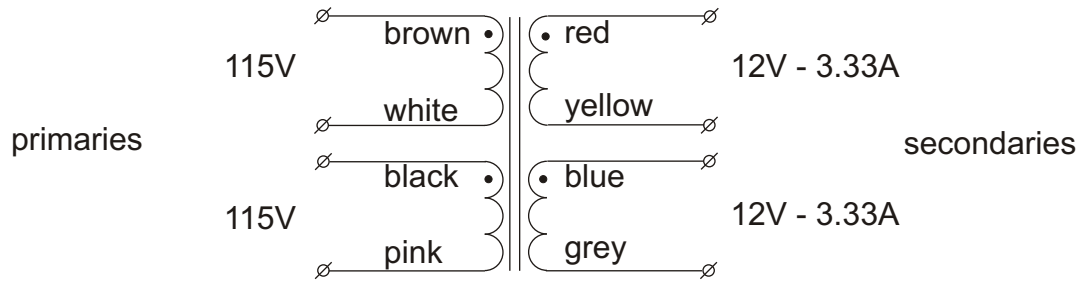 brown
red
115V
12V - 3.33A
white
yellow
primaries
secondaries
black
blue
115V
12V - 3.33A
pink
grey